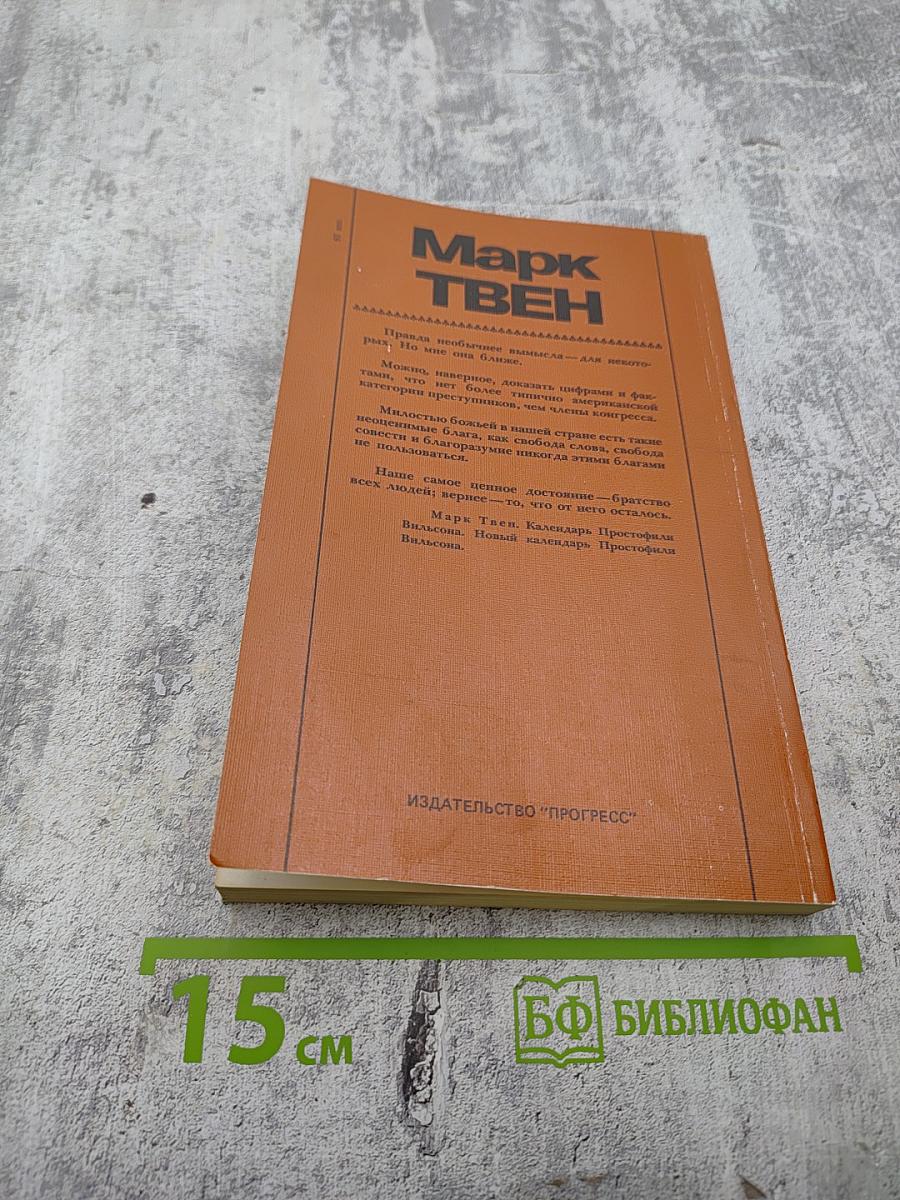 Марк
ТВЕН
Правда необычнее вымысла — для некото-
рых. Но мне она ближе.
Можно, наверное, доказать цифрами и фак-
тами, что нет более типично американской
категории преступников, чем члены конгресса.
Милостью божьей в нашей стране есть такие
неоценимые блага, как свобода слова, свобода
совести и благоразумие никогда этими благами
не пользоваться.
Наше самое ценное достояние — братство
всех людей; вернее — то, что от него осталось.
Марк Твен. Календарь Простофили
Вильсона. Новый календарь Простофили
Вильсона.
ИЗДАТЕЛЬСТВО "ПРОГРЕСС"
15 см
БФ БИБЛИОФАН